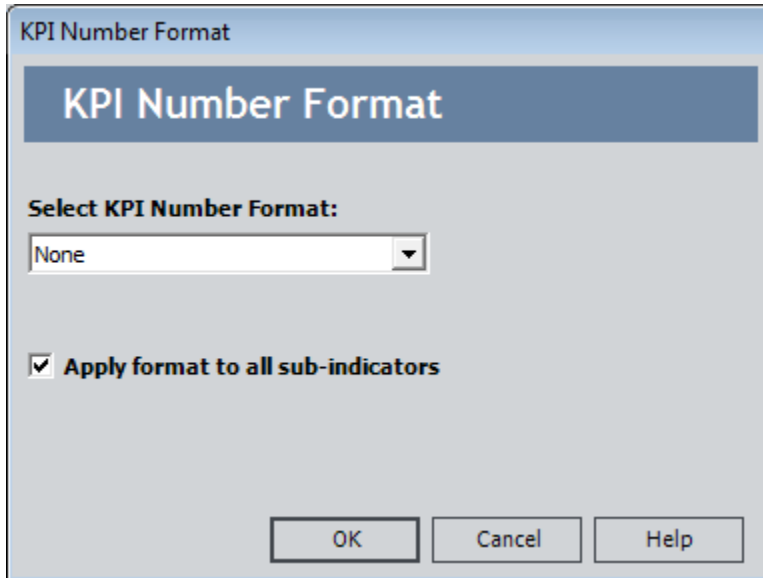 KPI Number Format
KPI Number Format
Select KPI Number Format:
None
Apply format to all sub-indicators
OK Cancel Help